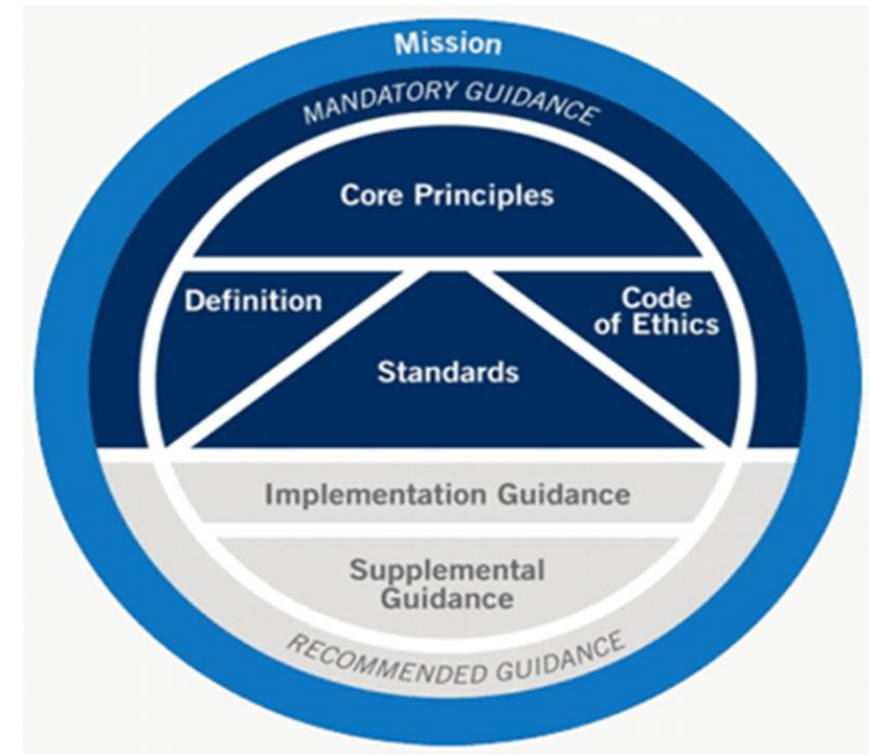 Mission
MANDATORY GUIDANCE
Core Principles
Definition
Code
of Ethics
Standards
Implementation Guidance
Supplemental
Guidance
RECOMMENDED GUIDANCE